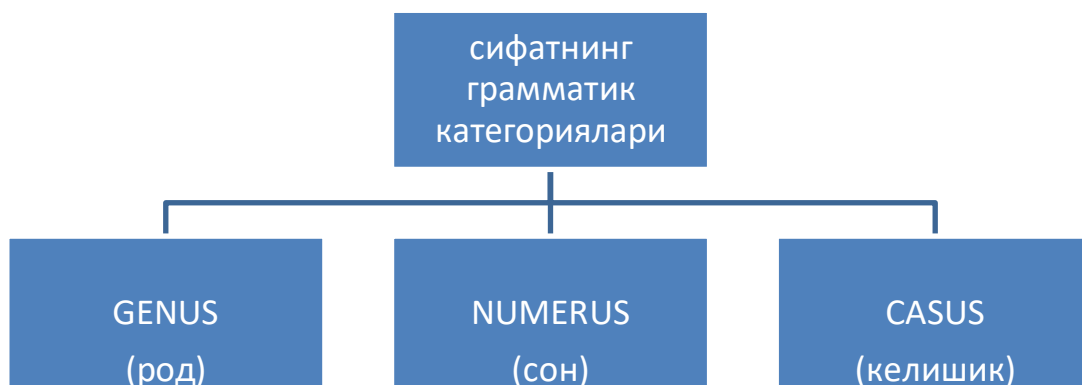 сифатнинг
грамматик
категориялари
GENUS
(род)
NUMERUS
(сон)
CASUS
(келишик)